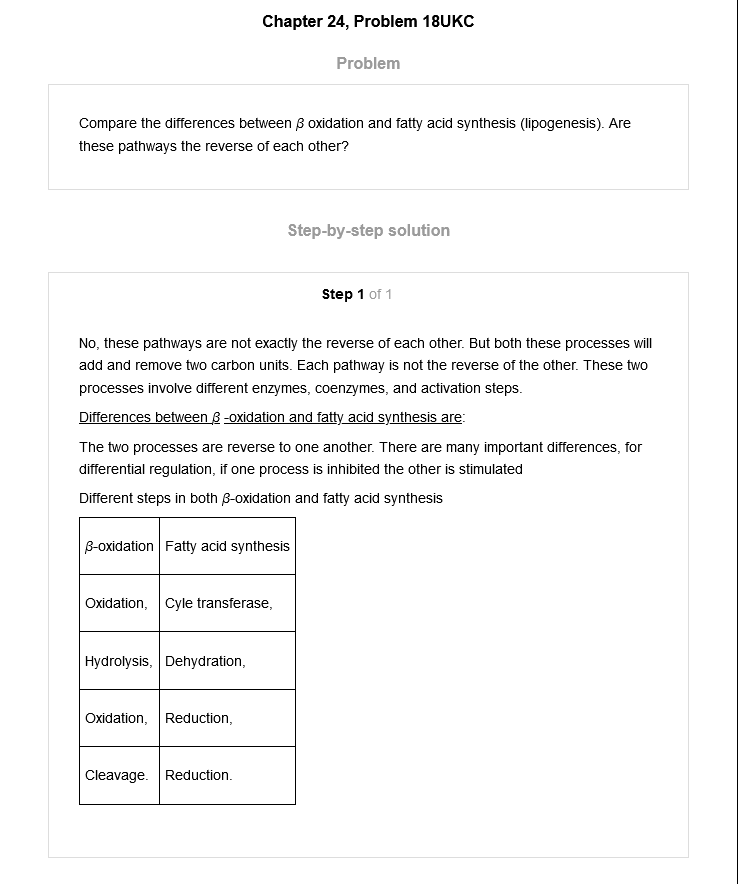 Chapter 24, Problem 18UKC
Problem
Compare the differences between β oxidation and fatty acid synthesis (lipogenesis). Are
these pathways the reverse of each other?
Step-by-step solution
Step 1 of 1
No, these pathways are not exactly the reverse of each other. But both these processes will
add and remove two carbon units. Each pathway is not the reverse of the other. These two
processes involve different enzymes, coenzymes, and activation steps.
Differences between β -oxidation and fatty acid synthesis are:
The two processes are reverse to one another. There are many important differences, for
differential regulation, if one process is inhibited the other is stimulated
Different steps in both β-oxidation and fatty acid synthesis
β-oxidation Fatty acid synthesis
Oxidation, Cyle transferase,
Hydrolysis, Dehydration,
Oxidation, Reduction,
Cleavage. Reduction.